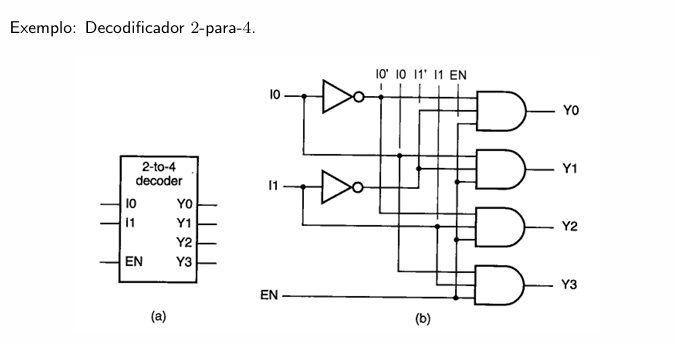 Exemplo: Decodificador 2-para-4.
I0' I0 I1' I1 EN
I0
Y0
Y1
I1
Y2
EN
Y3
2-to-4
decoder
I0 Y0
I1 Y1
Y2
EN Y3
(a)
(b)